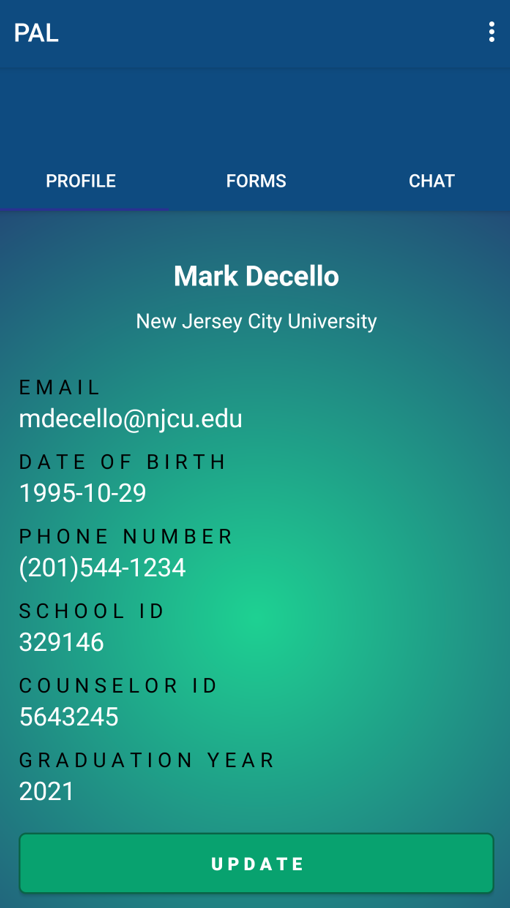 PAL
PROFILE FORMS CHAT
Mark Decello
New Jersey City University
EMAIL
mdecello@njcu.edu
DATE OF BIRTH
1995-10-29
PHONE NUMBER
(201)544-1234
SCHOOL ID
329146
COUNSELOR ID
5643245
GRADUATION YEAR
2021
UPDATE